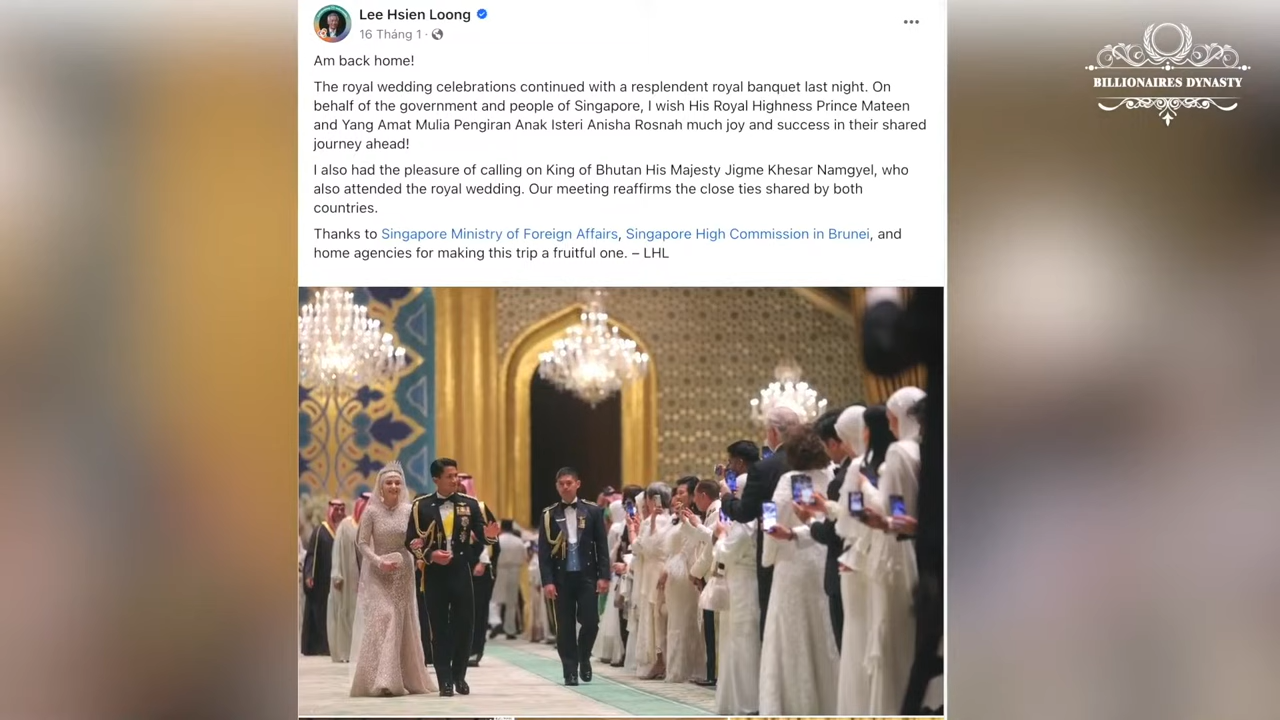 Lee Hsien Loong
16 Tháng 1 ·
BILLIONAIRES DYNASTY
Am back home!
The royal wedding celebrations continued with a resplendent royal banquet last night. On
behalf of the government and people of Singapore, I wish His Royal Highness Prince Mateen
and Yang Amat Mulia Pengiran Anak Isteri Anisha Rosnah much joy and success in their shared
journey ahead!
I also had the pleasure of calling on King of Bhutan His Majesty Jigme Khesar Namgyel, who
also attended the royal wedding. Our meeting reaffirms the close ties shared by both
countries.
Thanks to Singapore Ministry of Foreign Affairs, Singapore High Commission in Brunei, and
home agencies for making this trip a fruitful one. – LHL